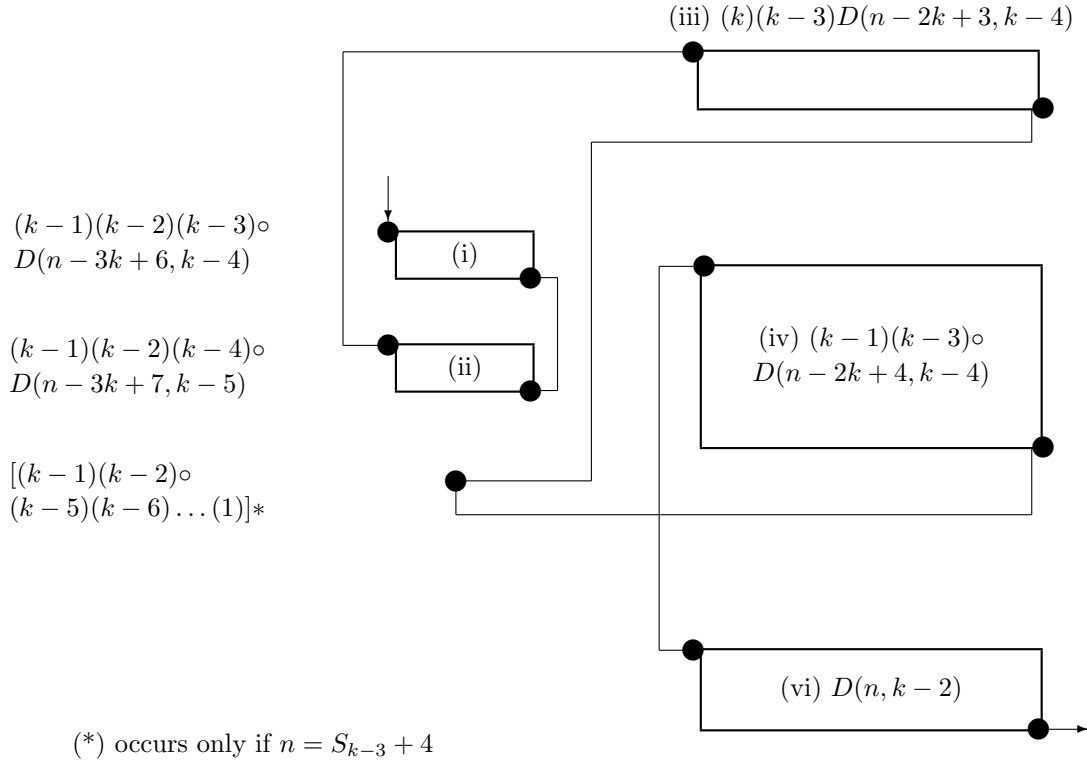 (iii) (k)(k − 3)D(n − 2k + 3, k − 4)
(k − 1)(k − 2)(k − 3)∘
D(n − 3k + 6, k − 4)
(i)
(k − 1)(k − 2)(k − 4)∘
D(n − 3k + 7, k − 5)
(ii)
(iv) (k − 1)(k − 3)∘
D(n − 2k + 4, k − 4)
[(k − 1)(k − 2)∘
(k − 5)(k − 6) . . . (1)]∗
(vi) D(n, k − 2)
(*) occurs only if n = S_{k−3} + 4